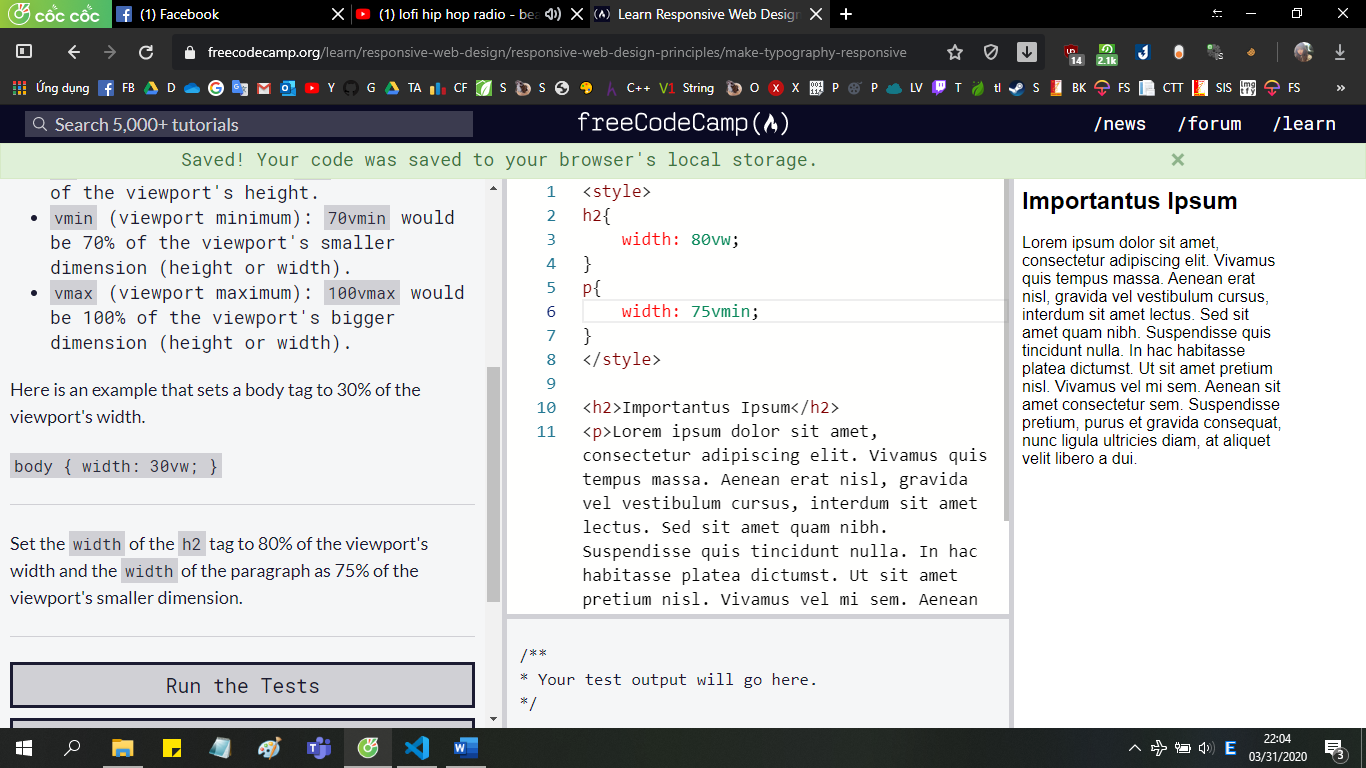 cốc cốc
(1) Facebook
(1) lofi hip hop radio - bea
Learn Responsive Web Design
freecodecamp.org/learn/responsive-web-design/responsive-web-design-principles/make-typography-responsive
14
2.1k
Ứng dụng FB D G Y G TA CF S S C++ V1 String O X P P LV T tl S BK FS CTT SIS FS »
Search 5,000+ tutorials
freeCodeCamp
/news /forum /learn
Saved! Your code was saved to your browser's local storage.
of the viewport's height.
vmin (viewport minimum): 70vmin would
be 70% of the viewport's smaller
dimension (height or width).
vmax (viewport maximum): 100vmax would
be 100% of the viewport's bigger
dimension (height or width).
Here is an example that sets a body tag to 30% of the
viewport's width.
body { width: 30vw; }
Set the width of the h2 tag to 80% of the viewport's
width and the width of the paragraph as 75% of the
viewport's smaller dimension.
Run the Tests
1 <style>
2 h2{
3 width: 80vw;
4 }
5 p{
6 width: 75vmin;
7 }
8 </style>
9
10 <h2>Importantus Ipsum</h2>
11 <p>Lorem ipsum dolor sit amet,
consectetur adipiscing elit. Vivamus quis
tempus massa. Aenean erat nisl, gravida
vel vestibulum cursus, interdum sit amet
lectus. Sed sit amet quam nibh.
Suspendisse quis tincidunt nulla. In hac
habitasse platea dictumst. Ut sit amet
pretium nisl. Vivamus vel mi sem. Aenean
/**
* Your test output will go here.
*/
Importantus Ipsum
Lorem ipsum dolor sit amet,
consectetur adipiscing elit. Vivamus
quis tempus massa. Aenean erat
nisl, gravida vel vestibulum cursus,
interdum sit amet lectus. Sed sit
amet quam nibh. Suspendisse quis
tincidunt nulla. In hac habitasse
platea dictumst. Ut sit amet pretium
nisl. Vivamus vel mi sem. Aenean sit
amet consectetur sem. Suspendisse
pretium, purus et gravida consequat,
nunc ligula ultricies diam, at aliquet
velit libero a dui.
E
22:04
03/31/2020
3